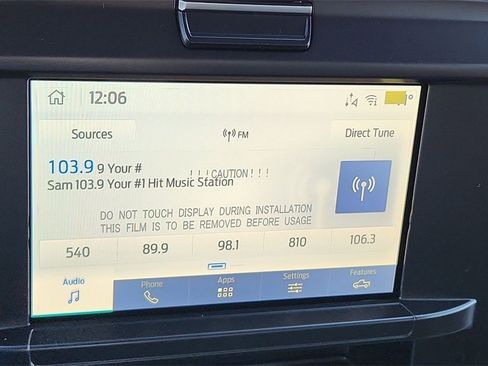 12:06
Sources
FM
Direct Tune
103.9 9 Your #
!!!CAUTION!!!
Sam 103.9 Your #1 Hit Music Station
DO NOT TOUCH DISPLAY DURING INSTALLATION
THIS FILM IS TO BE REMOVED BEFORE USAGE
540 89.9 98.1 810 106.3
Audio Phone Apps Settings Features